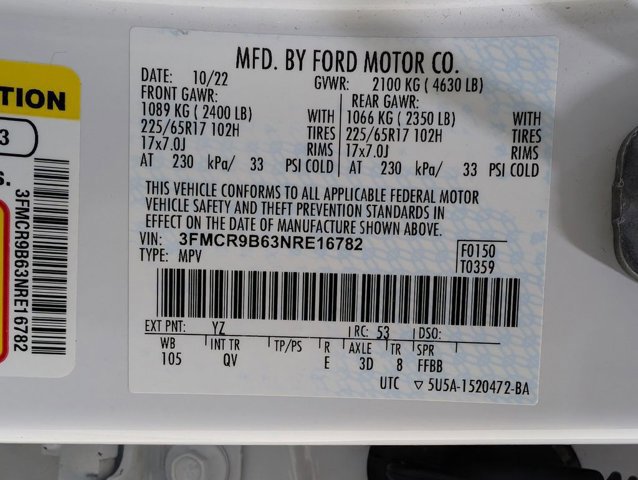 TION
3
s.
3FMCR9B63NRE16782
MFD. BY FORD MOTOR CO.
DATE: 10/22 GVWR: 2100 KG ( 4630 LB)
FRONT GAWR: REAR GAWR:
1089 KG ( 2400 LB) WITH 1066 KG ( 2350 LB) WITH
225/65R17 102H TIRES 225/65R17 102H TIRES
17x7.0J RIMS 17x7.0J RIMS
AT 230 kPa/ 33 PSI COLD AT 230 kPa/ 33 PSI COLD
THIS VEHICLE CONFORMS TO ALL APPLICABLE FEDERAL MOTOR
VEHICLE SAFETY AND THEFT PREVENTION STANDARDS IN
EFFECT ON THE DATE OF MANUFACTURE SHOWN ABOVE.
VIN: 3FMCR9B63NRE16782 F0150
TYPE: MPV T0359
EXT PNT: YZ RC: 53 DSO:
WB INT TR TP/PS R AXLE TR SPR
105 QV E 3D 8 FFBB
UTC ▽ 5U5A-1520472-BA